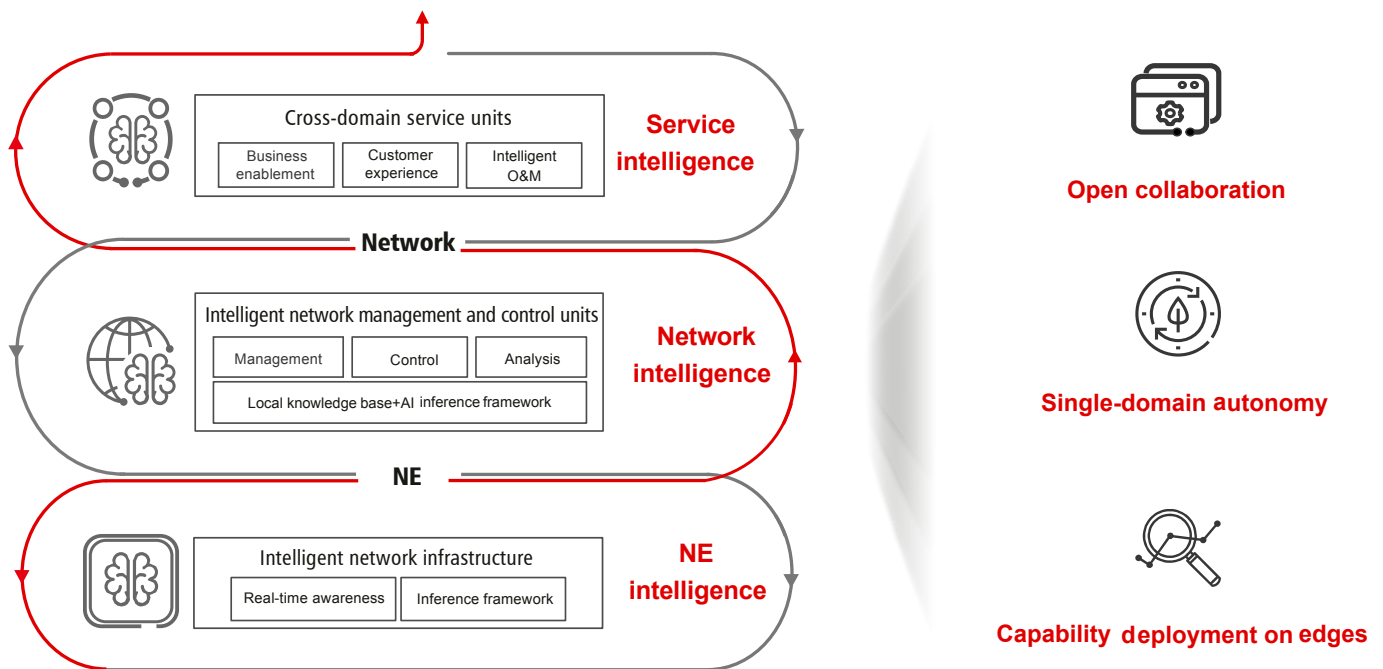 Cross-domain service units
Business
enablement
Customer
experience
Intelligent
O&M
Service
intelligence
Network
Intelligent network management and control units
Management
Control
Analysis
Local knowledge base+AI inference framework
Network
intelligence
NE
Intelligent network infrastructure
Real-time awareness
Inference framework
NE
intelligence
Open collaboration
Single-domain autonomy
Capability deployment on edges